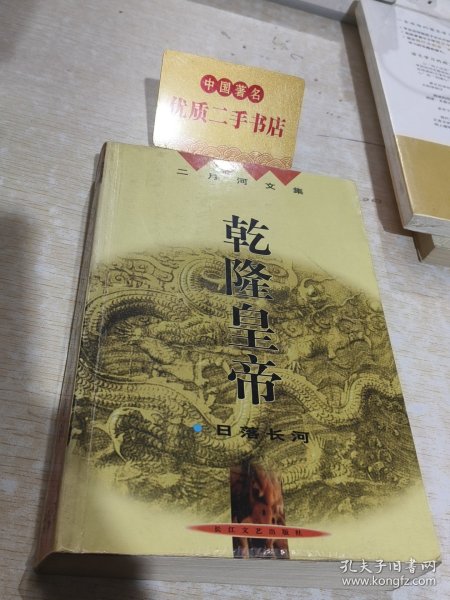 中国著名
优质二手书店
二月河文集
乾隆皇帝
日落长河
长江文艺出版社
孔夫子旧书网
https://www.kongfz.com